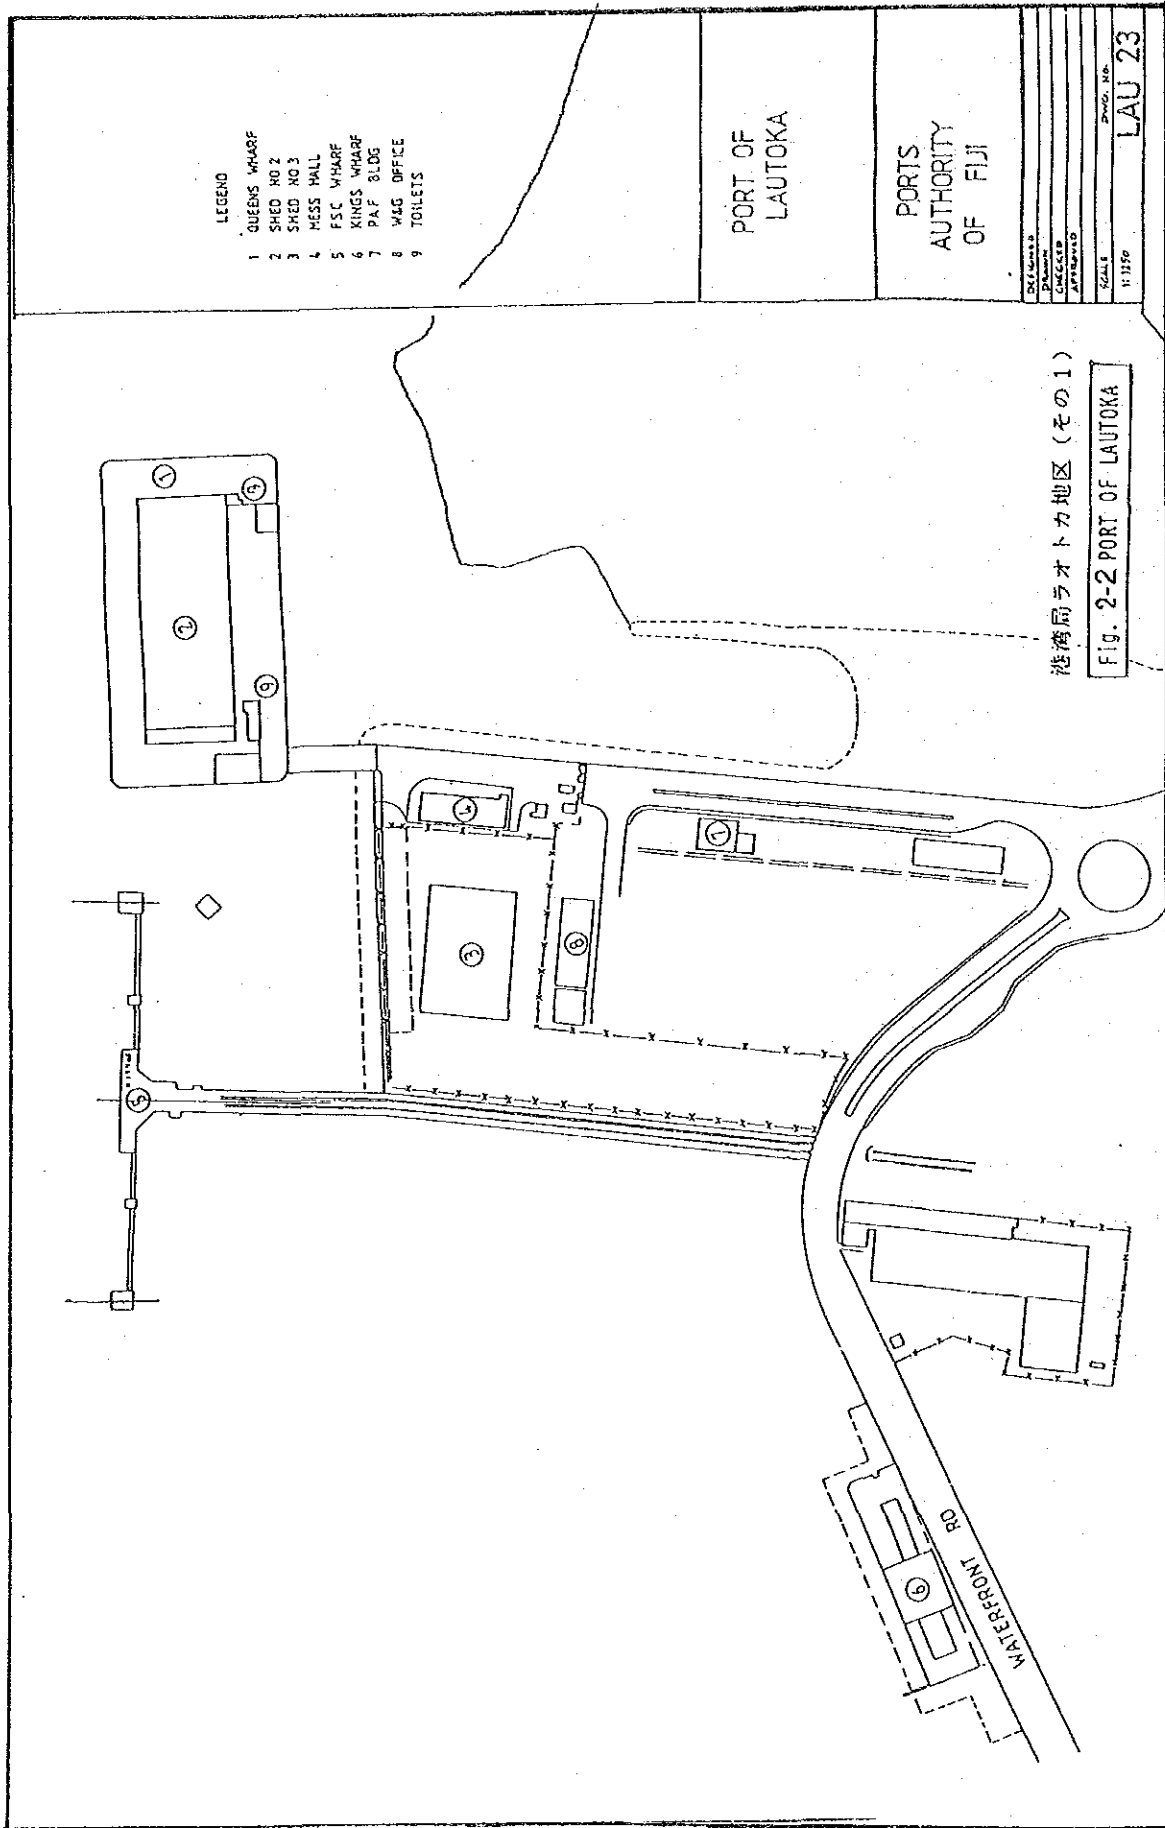 LEGEND
1 QUEENS WHARF
2 SHED NO 2
3 SHED NO 3
4 MESS HALL
5 FSC WHARF
6 KINGS WHARF
7 PAF BLDG
8 W&G OFFICE
9 TOILETS
PORT OF
LAUTOKA
PORTS
AUTHORITY
OF FIJI
DESIGNED
DRAWN
CHECKED
APPROVED
SCALE
DWG. NO.
LAU 23
1
9
2
9
5
4
3
8
7
6
WATERFRONT RD
港湾局ラオトカ地区(その1)
Fig. 2-2 PORT OF LAUTOKA